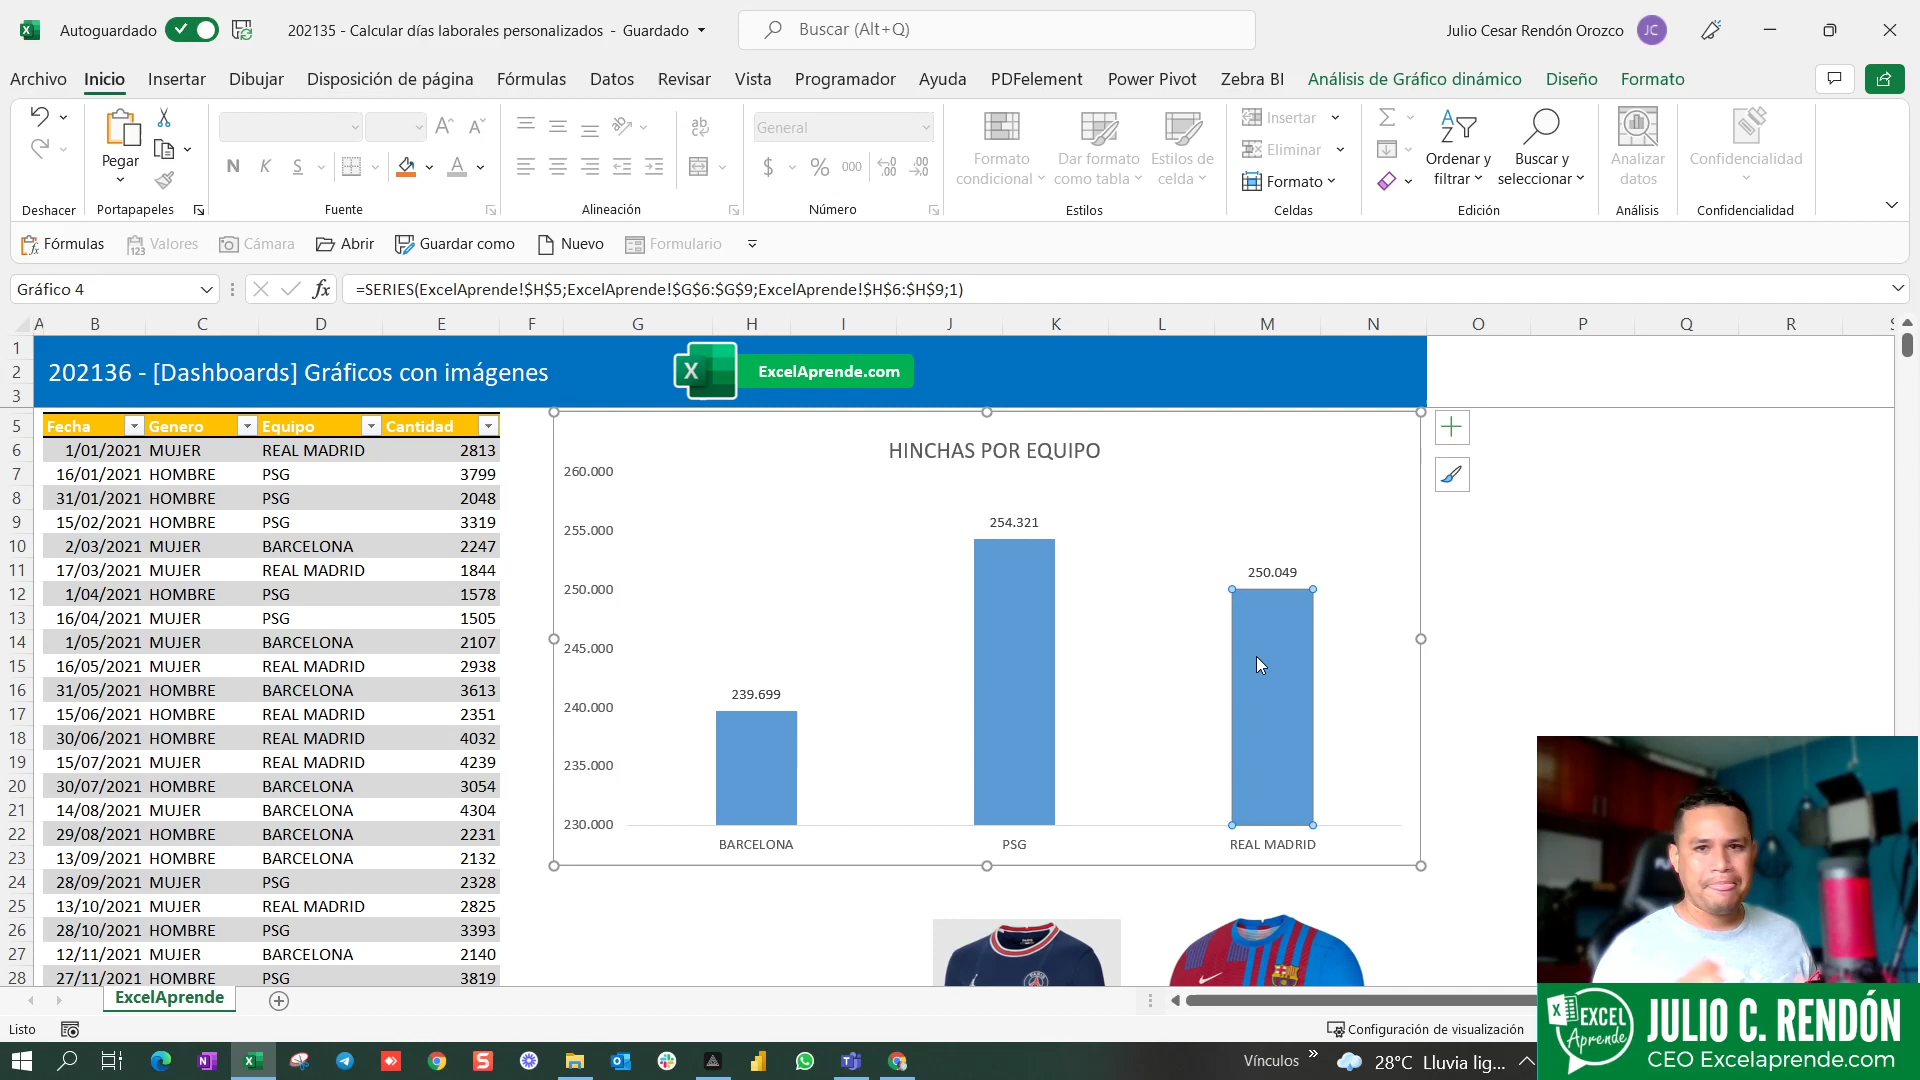 Autoguardado 202135 - Calcular días laborales personalizados - Guardado Buscar (Alt+Q) Julio Cesar Rendón Orozco JC
Archivo Inicio Insertar Dibujar Disposición de página Fórmulas Datos Revisar Vista Programador Ayuda PDFelement Power Pivot Zebra BI Análisis de Gráfico dinámico Diseño Formato
Pegar General Formato condicional Dar formato como tabla Estilos de celda Insertar Eliminar Formato Ordenar y filtrar Buscar y seleccionar Analizar datos Confidencialidad
Deshacer Portapapeles Fuente Alineación Número Estilos Celdas Edición Análisis Confidencialidad
Fórmulas Valores Cámara Abrir Guardar como Nuevo Formulario
Gráfico 4 fx =SERIES(ExcelAprende!$H$5;ExcelAprende!$G$6:$G$9;ExcelAprende!$H$6:$H$9;1)
A B C D E F G H I J K L M N O P Q R S
1
2 202136 - [Dashboards] Gráficos con imágenes X ExcelAprende.com
3
5 Fecha Genero Equipo Cantidad
6 1/01/2021 MUJER REAL MADRID 2813
7 16/01/2021 HOMBRE PSG 3799
8 31/01/2021 HOMBRE PSG 2048
9 15/02/2021 HOMBRE PSG 3319
10 2/03/2021 MUJER BARCELONA 2247
11 17/03/2021 MUJER REAL MADRID 1844
12 1/04/2021 HOMBRE PSG 1578
13 16/04/2021 MUJER PSG 1505
14 1/05/2021 MUJER BARCELONA 2107
15 16/05/2021 MUJER REAL MADRID 2938
16 31/05/2021 HOMBRE BARCELONA 3613
17 15/06/2021 HOMBRE REAL MADRID 2351
18 30/06/2021 HOMBRE REAL MADRID 4032
19 15/07/2021 MUJER REAL MADRID 4239
20 30/07/2021 HOMBRE BARCELONA 3054
21 14/08/2021 MUJER BARCELONA 4304
22 29/08/2021 HOMBRE BARCELONA 2231
23 13/09/2021 HOMBRE BARCELONA 2132
24 28/09/2021 MUJER PSG 2328
25 13/10/2021 MUJER REAL MADRID 2825
26 28/10/2021 HOMBRE PSG 3393
27 12/11/2021 MUJER BARCELONA 2140
28 27/11/2021 HOMBRE PSG 3819
HINCHAS POR EQUIPO
260.000
255.000
250.000
245.000
240.000
235.000
230.000
239.699
254.321
250.049
BARCELONA PSG REAL MADRID
ExcelAprende
Listo Configuración de visualización
Vínculos 28°C Lluvia lig...
EXCEL Aprende
JULIO C. RENDÓN
CEO Excelaprende.com